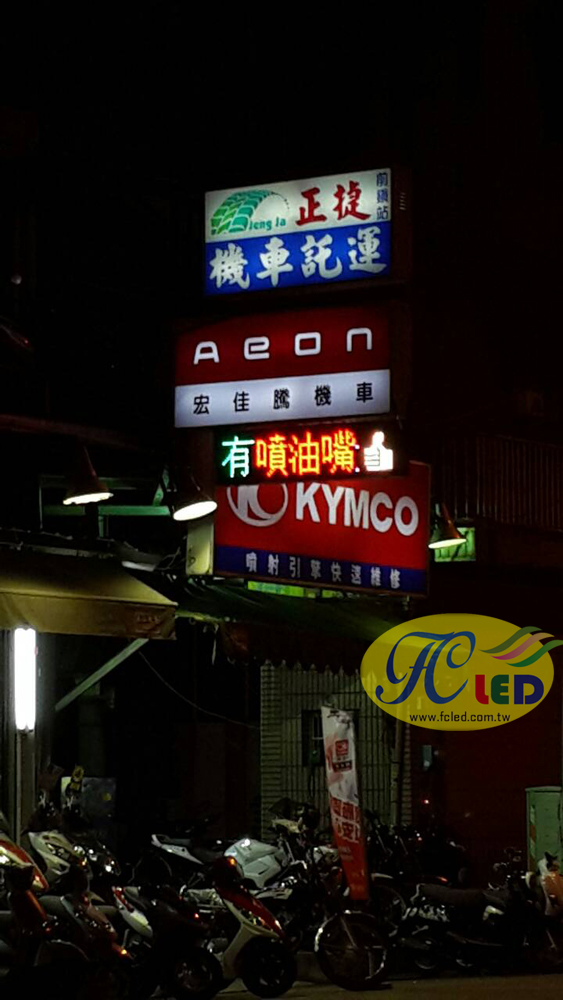 正捷
前鎮站
Jeng Ja
機車託運
Aeon
宏佳騰機車
有噴油嘴
KYMCO
噴射引擎快速維修
FC LED
www.fcled.com.tw